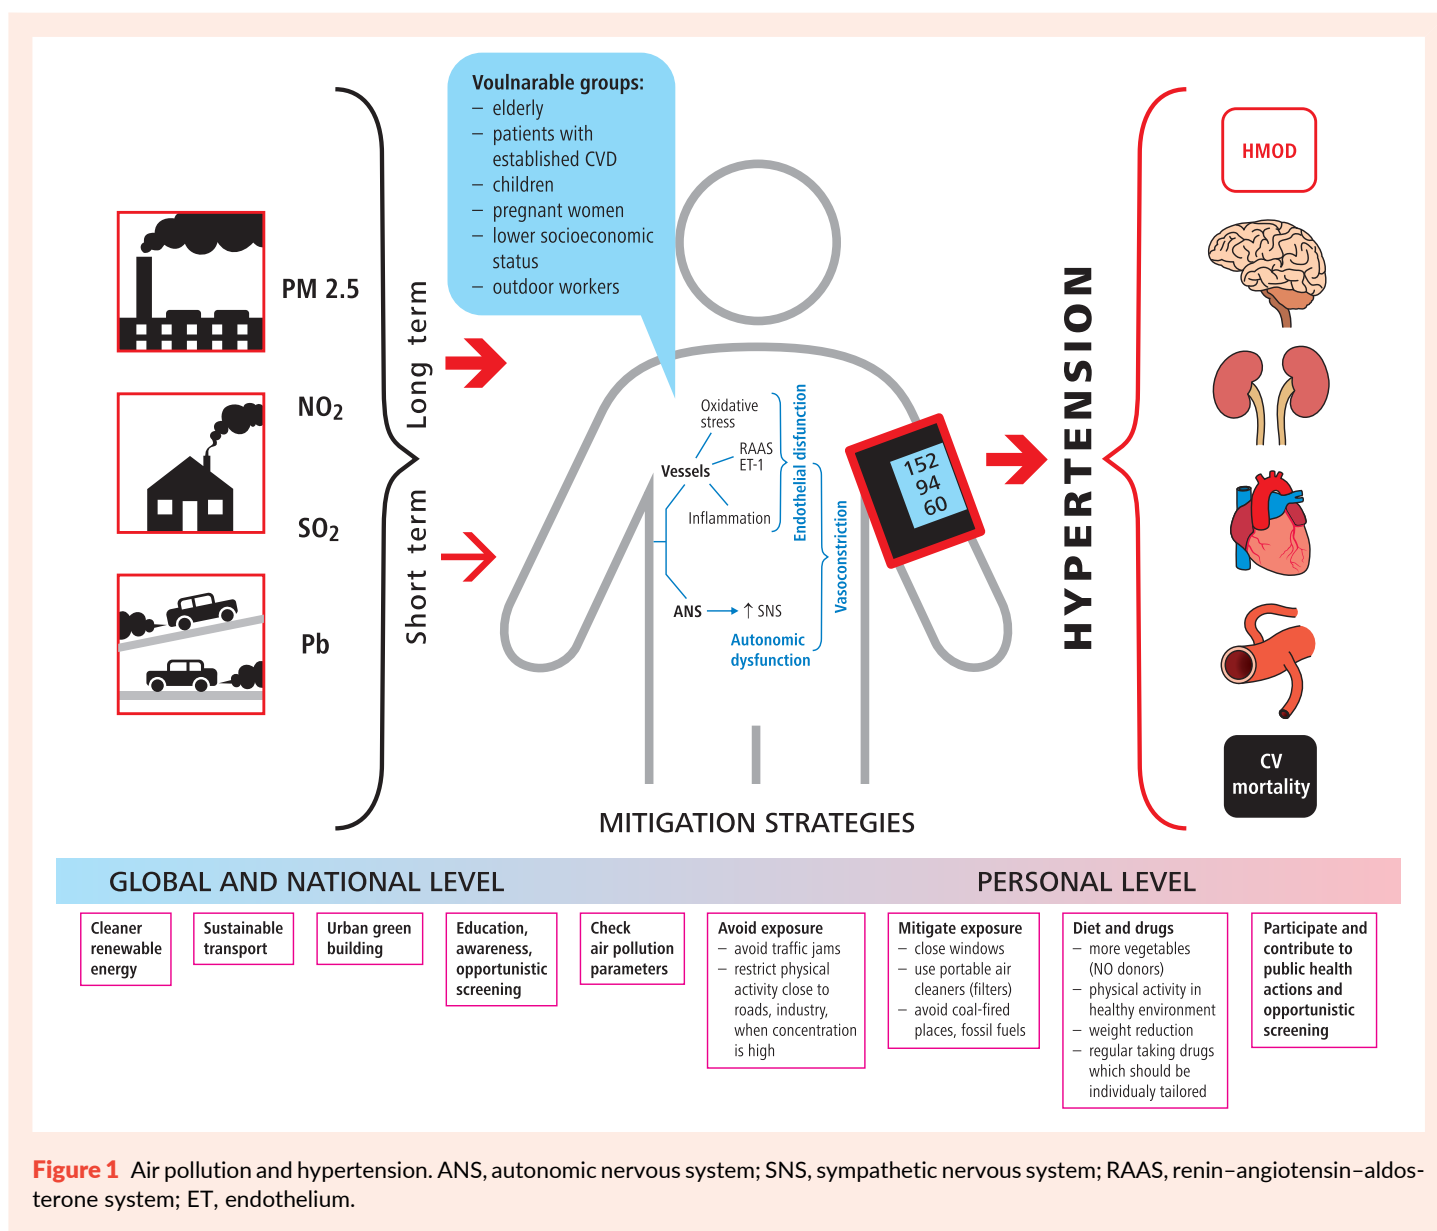 Voulnarable groups:
– elderly
– patients with
established CVD
– children
– pregnant women
– lower socioeconomic
status
– outdoor workers
PM 2.5
NO2
SO2
Pb
Long term
Short term
Oxidative
stress
RAAS
ET-1
Vessels
Inflammation
Endothelial disfunction
Vasoconstriction
ANS
↑ SNS
Autonomic
dysfunction
152
94
60
HYPERTENSION
HMOD
CV
mortality
MITIGATION STRATEGIES
GLOBAL AND NATIONAL LEVEL
PERSONAL LEVEL
Cleaner
renewable
energy
Sustainable
transport
Urban green
building
Education,
awareness,
opportunistic
screening
Check
air pollution
parameters
Avoid exposure
– avoid traffic jams
– restrict physical
activity close to
roads, industry,
when concentration
is high
Mitigate exposure
– close windows
– use portable air
cleaners (filters)
– avoid coal-fired
places, fossil fuels
Diet and drugs
– more vegetables
(NO donors)
– physical activity in
healthy environment
– weight reduction
– regular taking drugs
which should be
individualy tailored
Participate and
contribute to
public health
actions and
opportunistic
screening
Figure 1 Air pollution and hypertension. ANS, autonomic nervous system; SNS, sympathetic nervous system; RAAS, renin–angiotensin–aldos-
terone system; ET, endothelium.